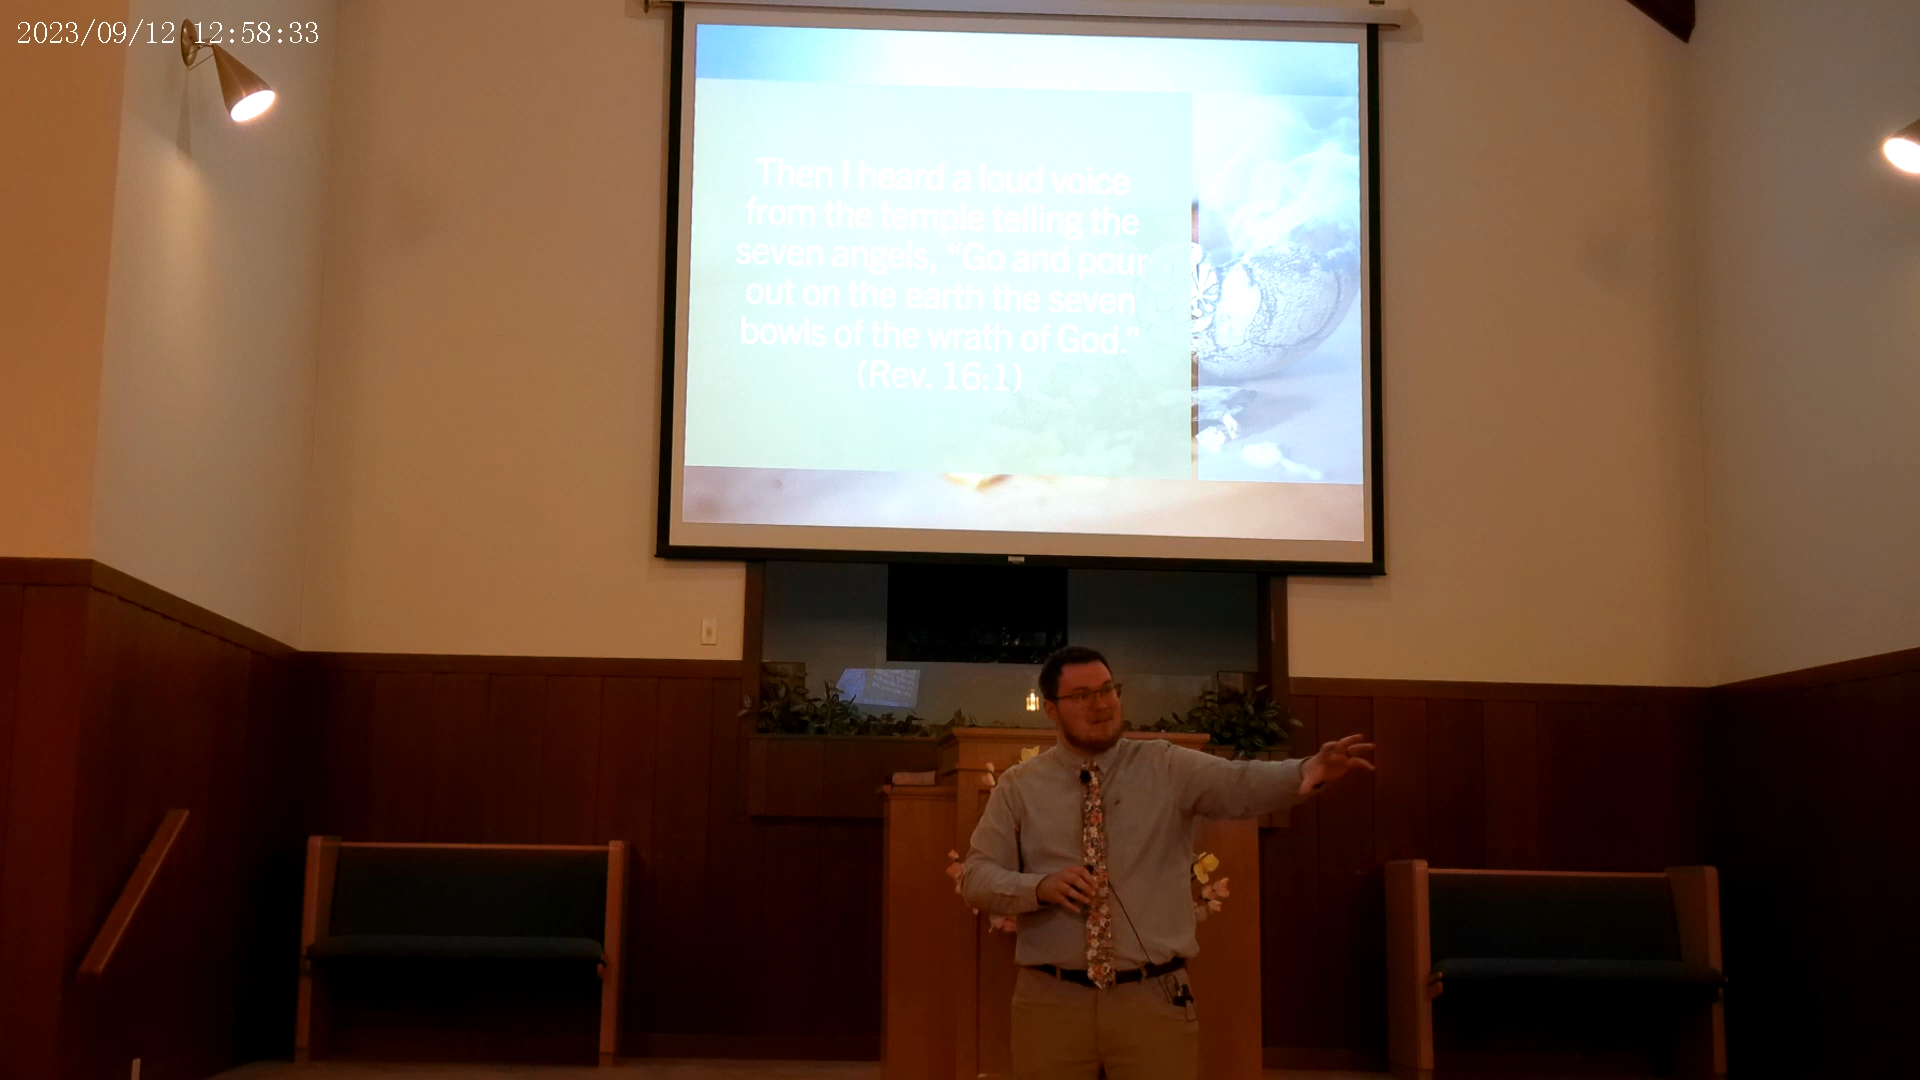 2023/09/12 12:58:33
Then I heard a loud voice
from the temple telling the
seven angels, “Go and pour
out on the earth the seven
bowls of the wrath of God.”
(Rev. 16:1)